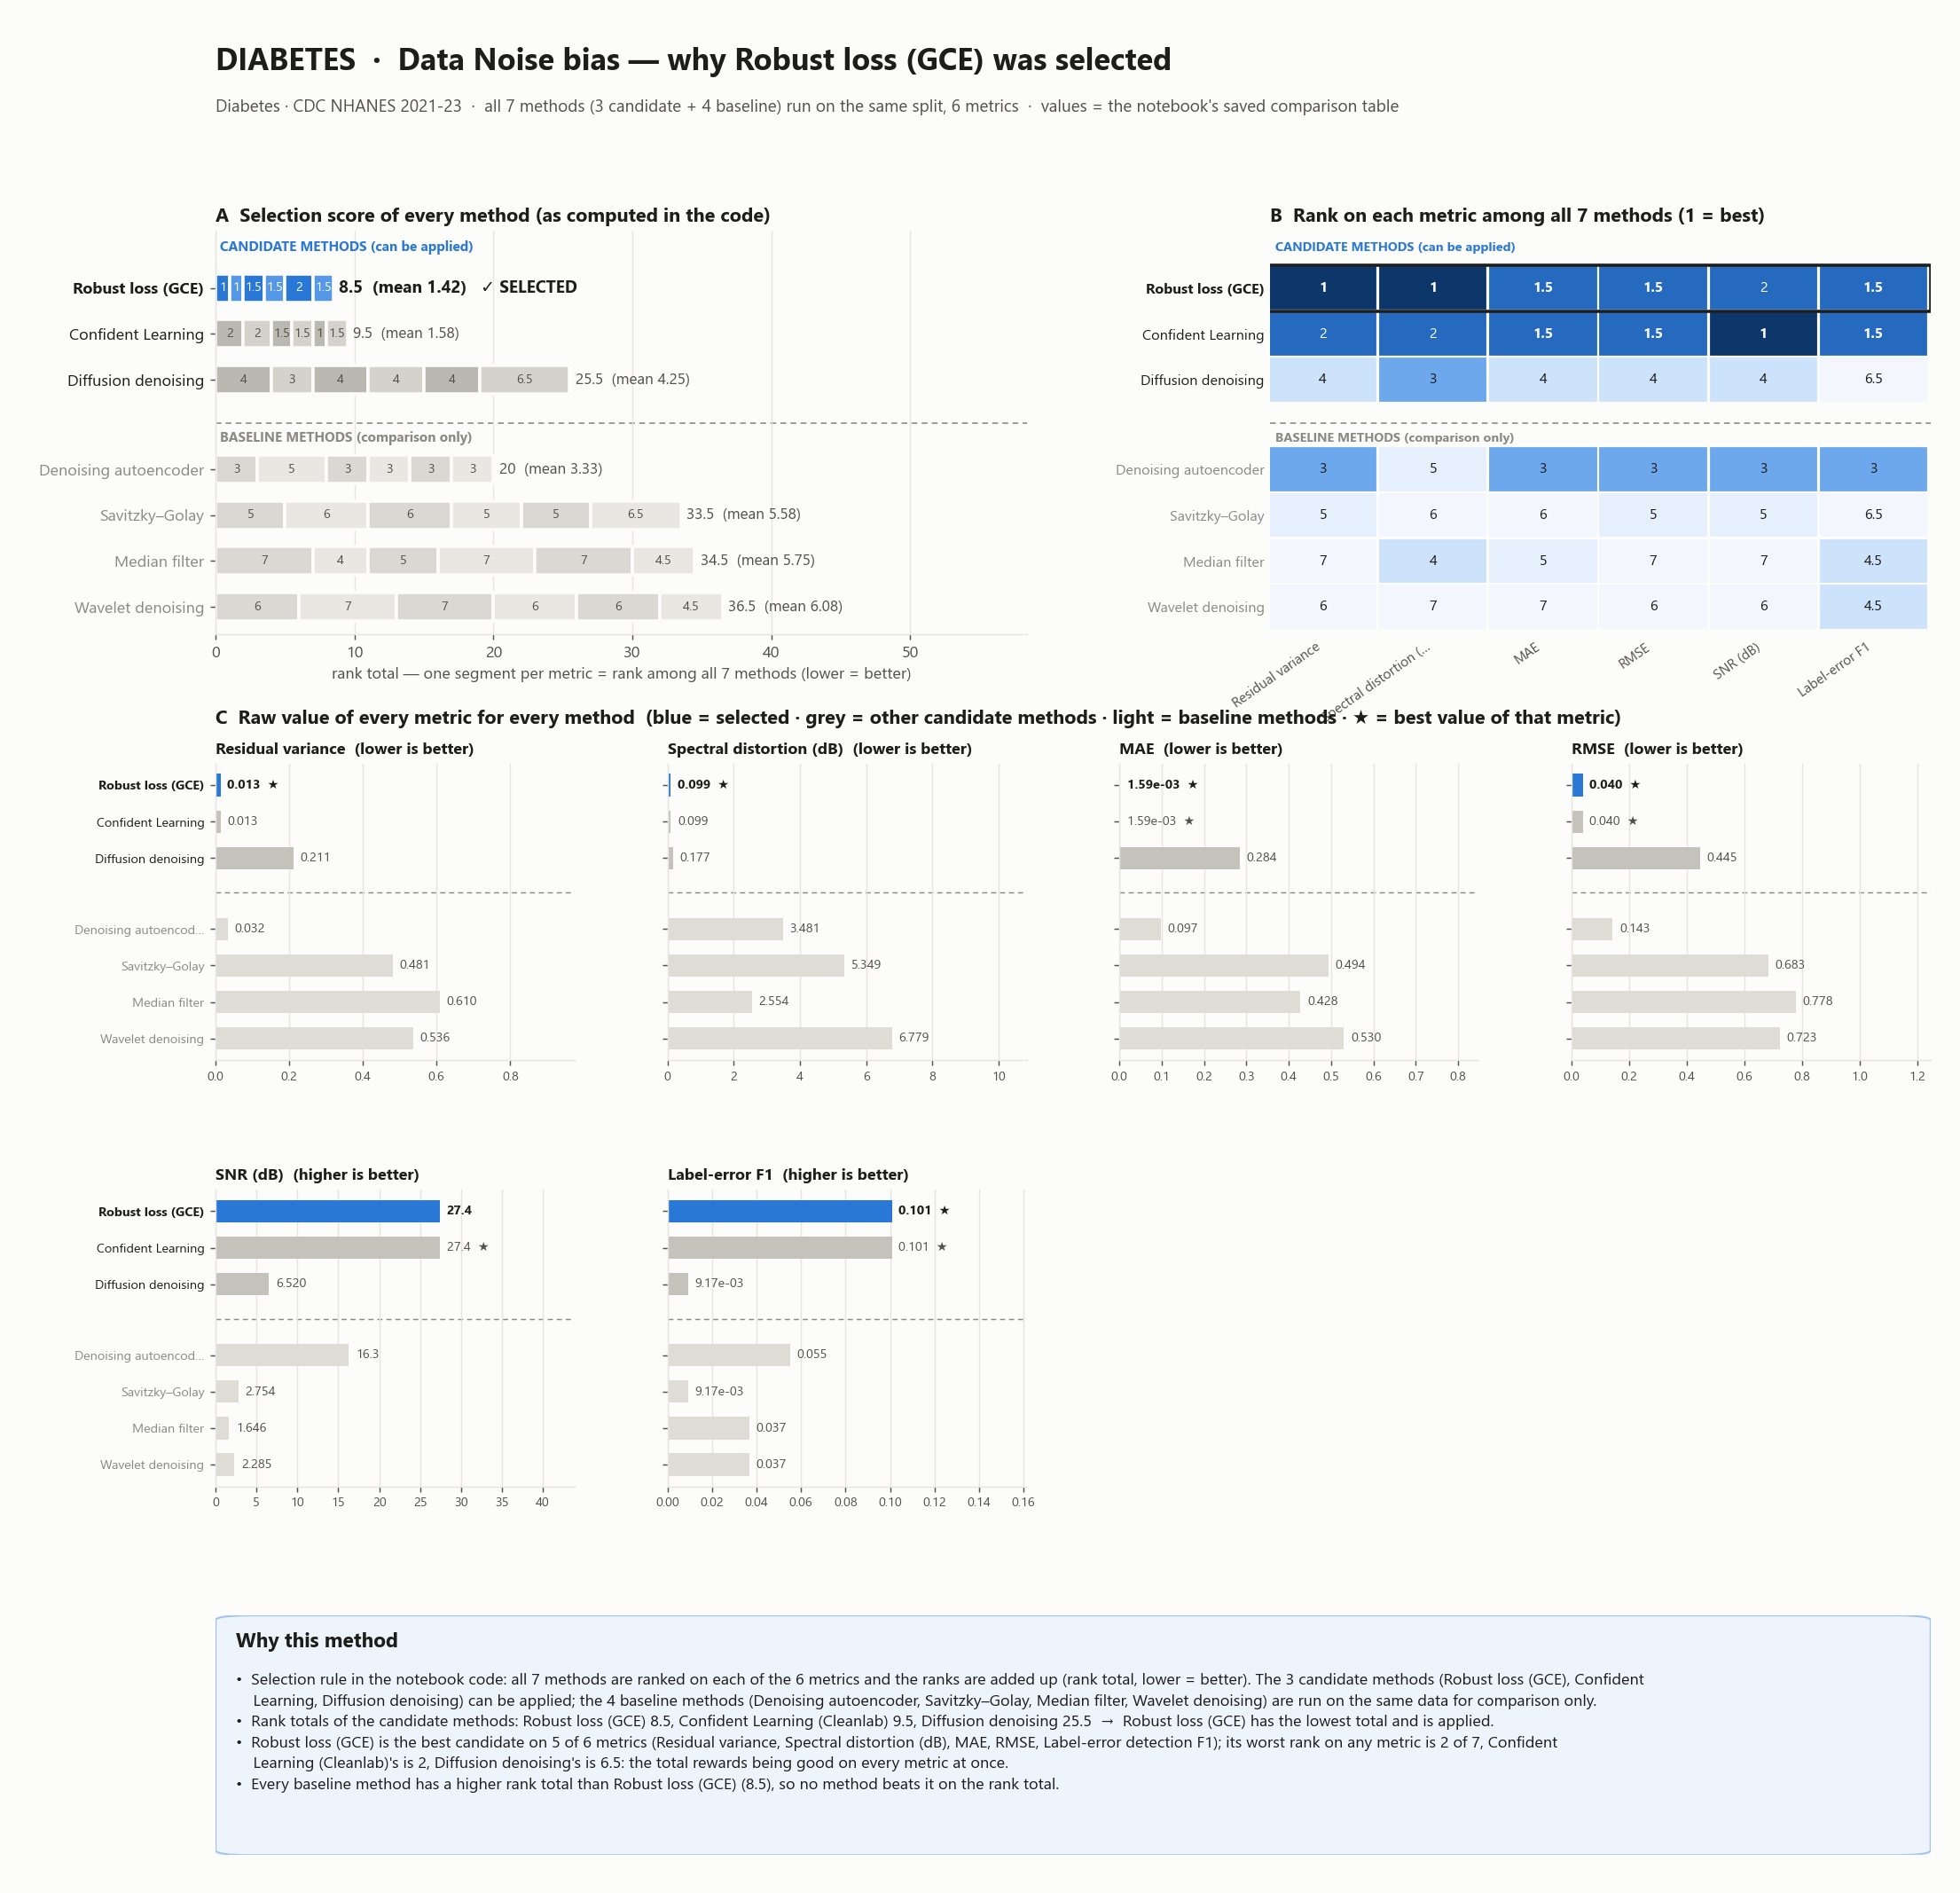 DIABETES · Data Noise bias — why Robust loss (GCE) was selected
Diabetes · CDC NHANES 2021-23 · all 7 methods (3 candidate + 4 baseline) run on the same split, 6 metrics · values = the notebook's saved comparison table
A Selection score of every method (as computed in the code)
CANDIDATE METHODS (can be applied)
Robust loss (GCE) 1 1 1.5 1.5 2 1.5 8.5 (mean 1.42) ✓ SELECTED
Confident Learning 2 2 1.5 1.5 1 1.5 9.5 (mean 1.58)
Diffusion denoising 4 3 4 4 4 6.5 25.5 (mean 4.25)
BASELINE METHODS (comparison only)
Denoising autoencoder 3 5 3 3 3 3 20 (mean 3.33)
Savitzky–Golay 5 6 6 5 5 6.5 33.5 (mean 5.58)
Median filter 7 4 5 7 7 4.5 34.5 (mean 5.75)
Wavelet denoising 6 7 7 6 6 4.5 36.5 (mean 6.08)
0 10 20 30 40 50
rank total — one segment per metric = rank among all 7 methods (lower = better)
B Rank on each metric among all 7 methods (1 = best)
CANDIDATE METHODS (can be applied)
Robust loss (GCE) 1 1 1.5 1.5 2 1.5
Confident Learning 2 2 1.5 1.5 1 1.5
Diffusion denoising 4 3 4 4 4 6.5
BASELINE METHODS (comparison only)
Denoising autoencoder 3 5 3 3 3 3
Savitzky–Golay 5 6 6 5 5 6.5
Median filter 7 4 5 7 7 4.5
Wavelet denoising 6 7 7 6 6 4.5
Residual variance Spectral distortion (... MAE RMSE SNR (dB) Label-error F1
C Raw value of every metric for every method (blue = selected · grey = other candidate methods · light = baseline methods · ★ = best value of that metric)
Residual variance (lower is better)
Robust loss (GCE) 0.013 ★
Confident Learning 0.013
Diffusion denoising 0.211
Denoising autoencod... 0.032
Savitzky–Golay 0.481
Median filter 0.610
Wavelet denoising 0.536
0.0 0.2 0.4 0.6 0.8
Spectral distortion (dB) (lower is better)
0.099 ★
0.099
0.177
3.481
5.349
2.554
6.779
0 2 4 6 8 10
MAE (lower is better)
1.59e-03 ★
1.59e-03 ★
0.284
0.097
0.494
0.428
0.530
0.0 0.1 0.2 0.3 0.4 0.5 0.6 0.7 0.8
RMSE (lower is better)
0.040 ★
0.040 ★
0.445
0.143
0.683
0.778
0.723
0.0 0.2 0.4 0.6 0.8 1.0 1.2
SNR (dB) (higher is better)
Robust loss (GCE) 27.4
Confident Learning 27.4 ★
Diffusion denoising 6.520
Denoising autoencod... 16.3
Savitzky–Golay 2.754
Median filter 1.646
Wavelet denoising 2.285
0 5 10 15 20 25 30 35 40
Label-error F1 (higher is better)
0.101 ★
0.101 ★
9.17e-03
0.055
9.17e-03
0.037
0.037
0.00 0.02 0.04 0.06 0.08 0.10 0.12 0.14 0.16
Why this method
• Selection rule in the notebook code: all 7 methods are ranked on each of the 6 metrics and the ranks are added up (rank total, lower = better). The 3 candidate methods (Robust loss (GCE), Confident
Learning, Diffusion denoising) can be applied; the 4 baseline methods (Denoising autoencoder, Savitzky–Golay, Median filter, Wavelet denoising) are run on the same data for comparison only.
• Rank totals of the candidate methods: Robust loss (GCE) 8.5, Confident Learning (Cleanlab) 9.5, Diffusion denoising 25.5 → Robust loss (GCE) has the lowest total and is applied.
• Robust loss (GCE) is the best candidate on 5 of 6 metrics (Residual variance, Spectral distortion (dB), MAE, RMSE, Label-error detection F1); its worst rank on any metric is 2 of 7, Confident
Learning (Cleanlab)'s is 2, Diffusion denoising's is 6.5: the total rewards being good on every metric at once.
• Every baseline method has a higher rank total than Robust loss (GCE) (8.5), so no method beats it on the rank total.